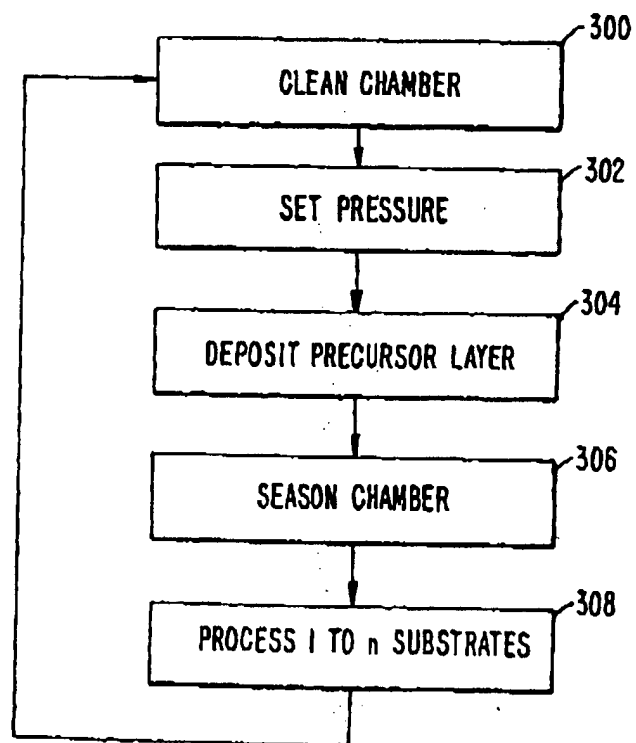 300
CLEAN CHAMBER
302
SET PRESSURE
304
DEPOSIT PRECURSOR LAYER
306
SEASON CHAMBER
308
PROCESS 1 TO n SUBSTRATES